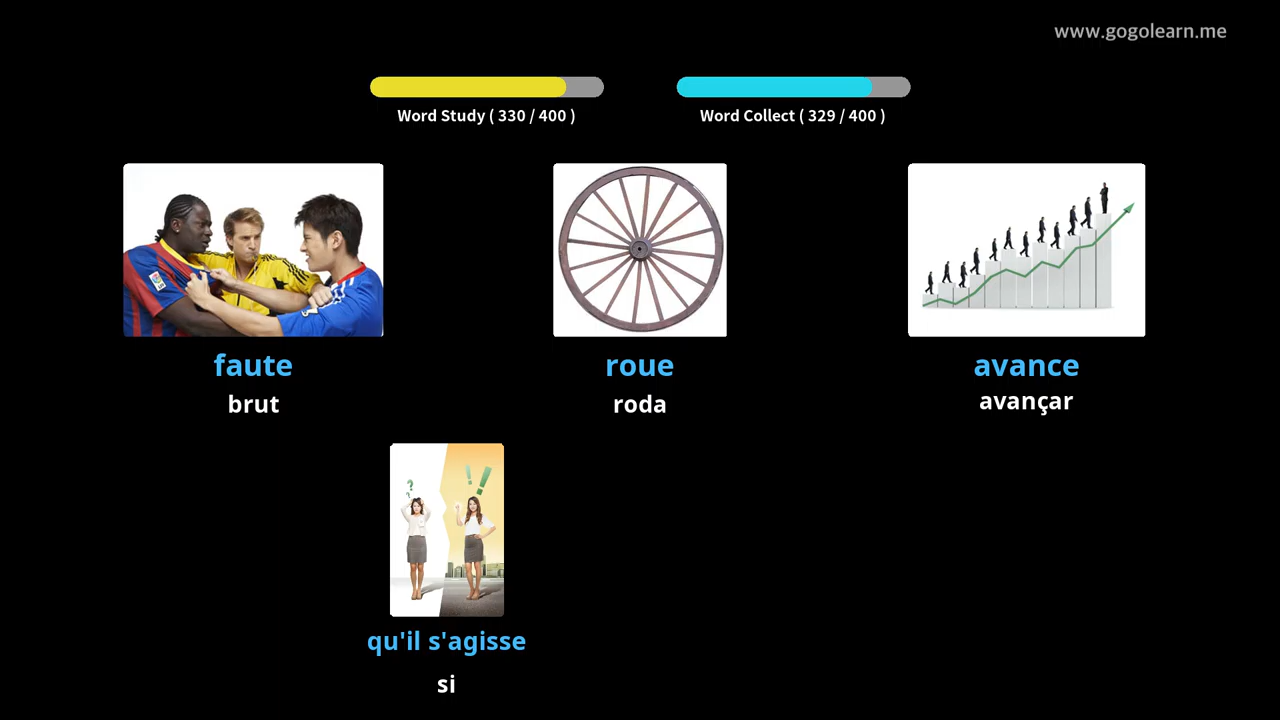 www.gogolearn.me
Word Study ( 330 / 400 )
Word Collect ( 329 / 400 )
faute
brut
roue
roda
avance
avançar
qu'il s'agisse
si